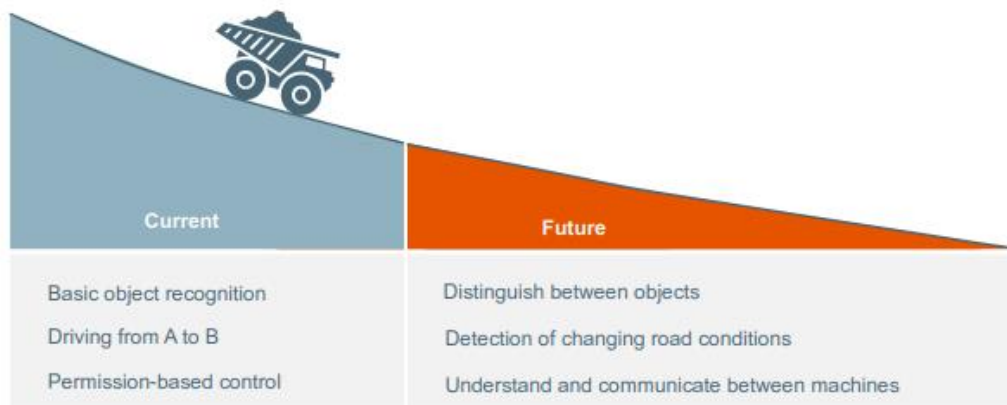 Current
Future
Basic object recognition
Driving from A to B
Permission-based control
Distinguish between objects
Detection of changing road conditions
Understand and communicate between machines